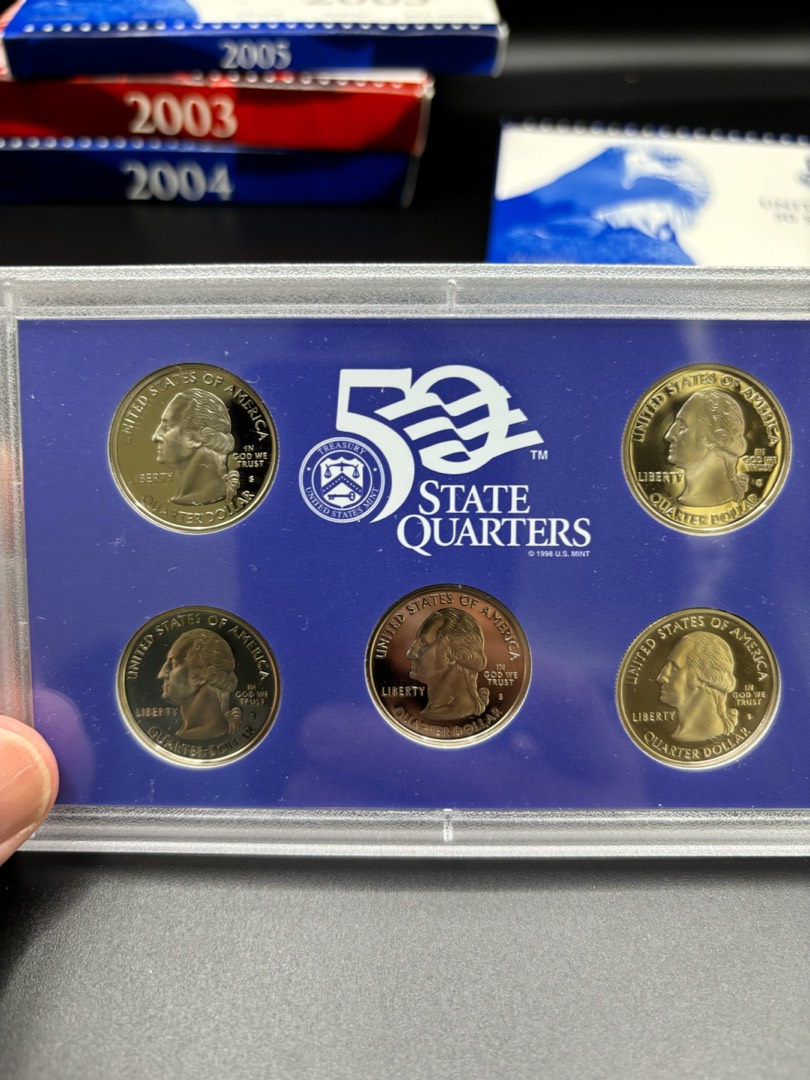 2005
2003
2004
UNITED STATES OF AMERICA
LIBERTY
IN
GOD WE
TRUST
S
QUARTER DOLLAR
50
TM
TREASURY
UNITED STATES MINT
STATE
QUARTERS
© 1998 U.S. MINT
UNITED STATES OF AMERICA
LIBERTY
IN
GOD WE
TRUST
S
QUARTER DOLLAR
UNITED STATES OF AMERICA
LIBERTY
IN
GOD WE
TRUST
QUARTER DOLLAR
UNITED STATES OF AMERICA
LIBERTY
IN
GOD WE
TRUST
S
QUARTER DOLLAR
UNITED STATES OF AMERICA
LIBERTY
IN
GOD WE
TRUST
S
QUARTER DOLLAR